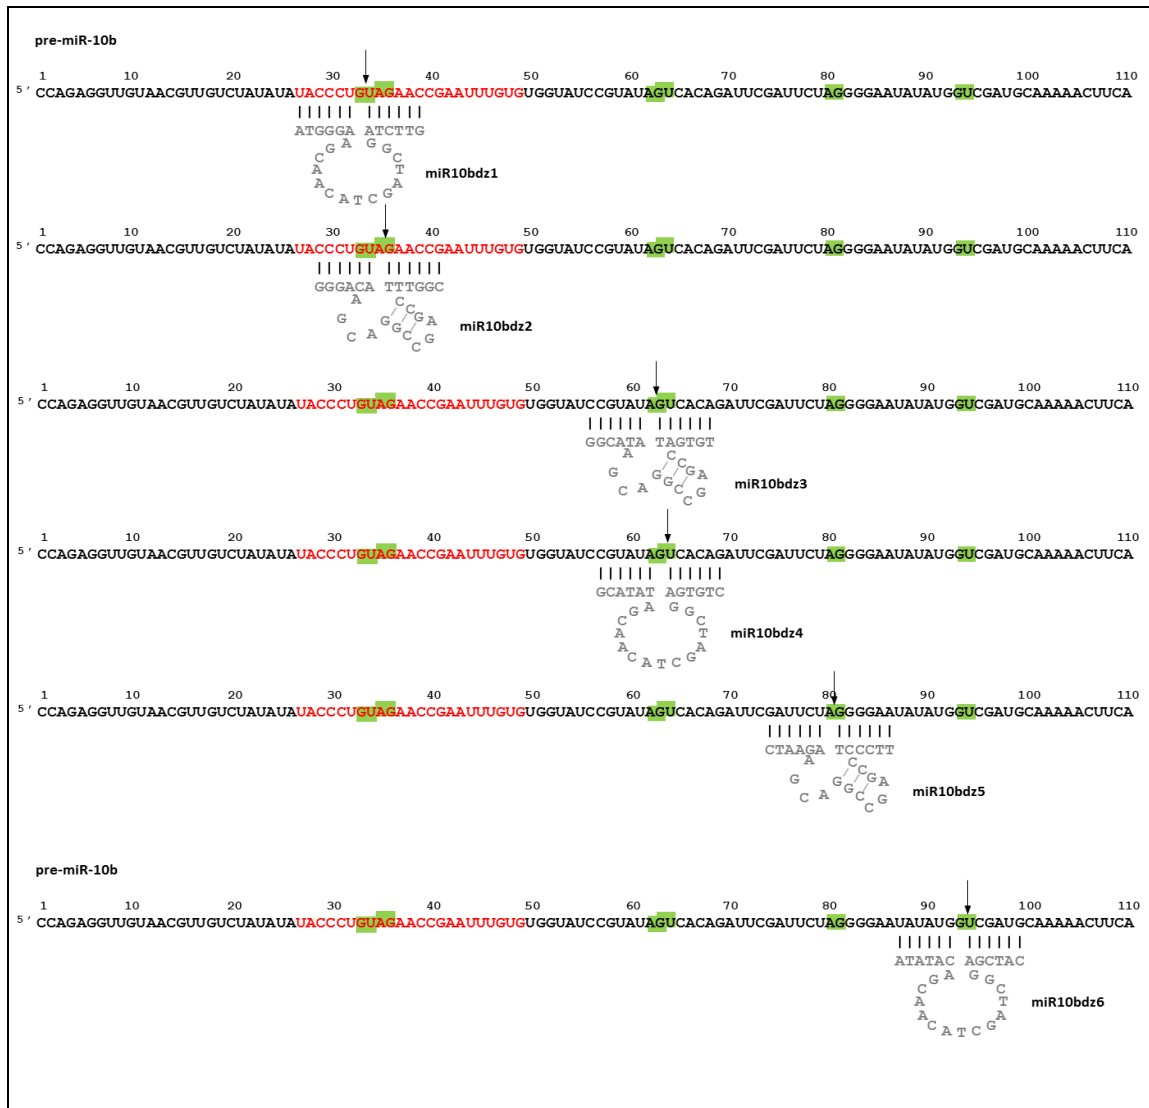 pre-miR-10b
1 10 20 30 40 50 60 70 80 90 100 110
5′ CCAGAGGUUGUAACGUUGUCUAUAUAUACCCUGUAGAACCGAAUUUGUGUGGUAUCCGUAUAGUCACAGAUUCGAUUCUAGGGGAAUAUAUGGUCGAUGCAAAAACUUCA
ATGGGA ATCTTG
G A G G
C C
A T
A A
C A T C G
miR10bdz1
1 10 20 30 40 50 60 70 80 90 100 110
5′ CCAGAGGUUGUAACGUUGUCUAUAUAUACCCUGUAGAACCGAAUUUGUGUGGUAUCCGUAUAGUCACAGAUUCGAUUCUAGGGGAAUAUAUGGUCGAUGCAAAAACUUCA
GGGACA TTTGGC
A C C G A
G G G C C G
C A
miR10bdz2
1 10 20 30 40 50 60 70 80 90 100 110
5′ CCAGAGGUUGUAACGUUGUCUAUAUAUACCCUGUAGAACCGAAUUUGUGUGGUAUCCGUAUAGUCACAGAUUCGAUUCUAGGGGAAUAUAUGGUCGAUGCAAAAACUUCA
GGCATA TAGTGT
A C C G A
G G G C C G
C A
miR10bdz3
1 10 20 30 40 50 60 70 80 90 100 110
5′ CCAGAGGUUGUAACGUUGUCUAUAUAUACCCUGUAGAACCGAAUUUGUGUGGUAUCCGUAUAGUCACAGAUUCGAUUCUAGGGGAAUAUAUGGUCGAUGCAAAAACUUCA
GCATAT AGTGTC
G A G G
C C
A T
A A
C A T C G
miR10bdz4
1 10 20 30 40 50 60 70 80 90 100 110
5′ CCAGAGGUUGUAACGUUGUCUAUAUAUACCCUGUAGAACCGAAUUUGUGUGGUAUCCGUAUAGUCACAGAUUCGAUUCUAGGGGAAUAUAUGGUCGAUGCAAAAACUUCA
CTAAGA TCCCTT
A C C G A
G G G C C G
C A
miR10bdz5
pre-miR-10b
1 10 20 30 40 50 60 70 80 90 100 110
5′ CCAGAGGUUGUAACGUUGUCUAUAUAUACCCUGUAGAACCGAAUUUGUGUGGUAUCCGUAUAGUCACAGAUUCGAUUCUAGGGGAAUAUAUGGUCGAUGCAAAAACUUCA
ATATAC AGCTAC
G A G G
C C
A T
A A
C A T C G
miR10bdz6